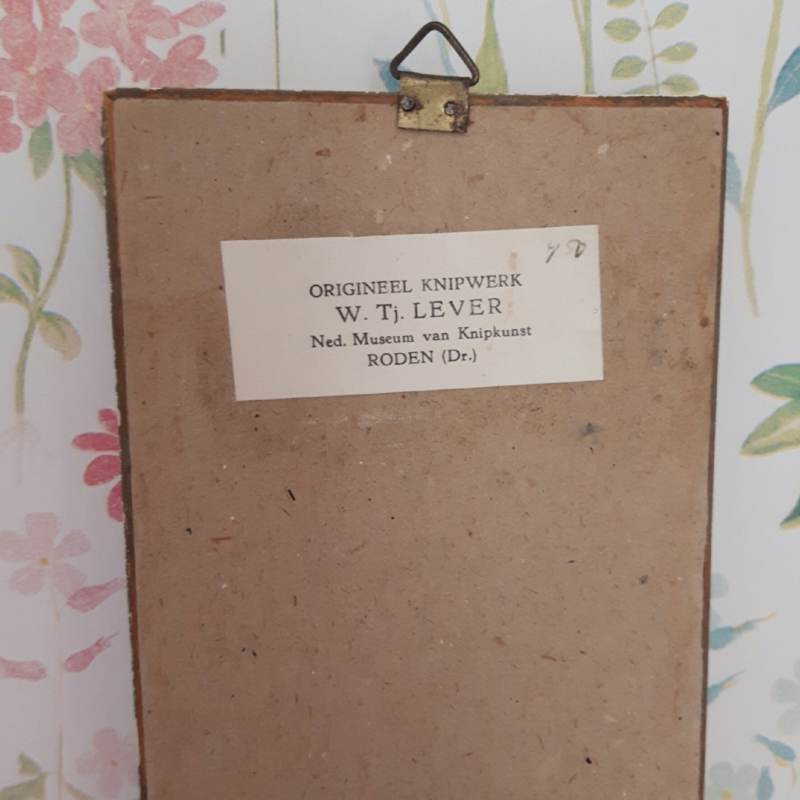 ORIGINEEL KNIPWERK
W. Tj. LEVER
Ned. Museum van Knipkunst
RODEN (Dr.)